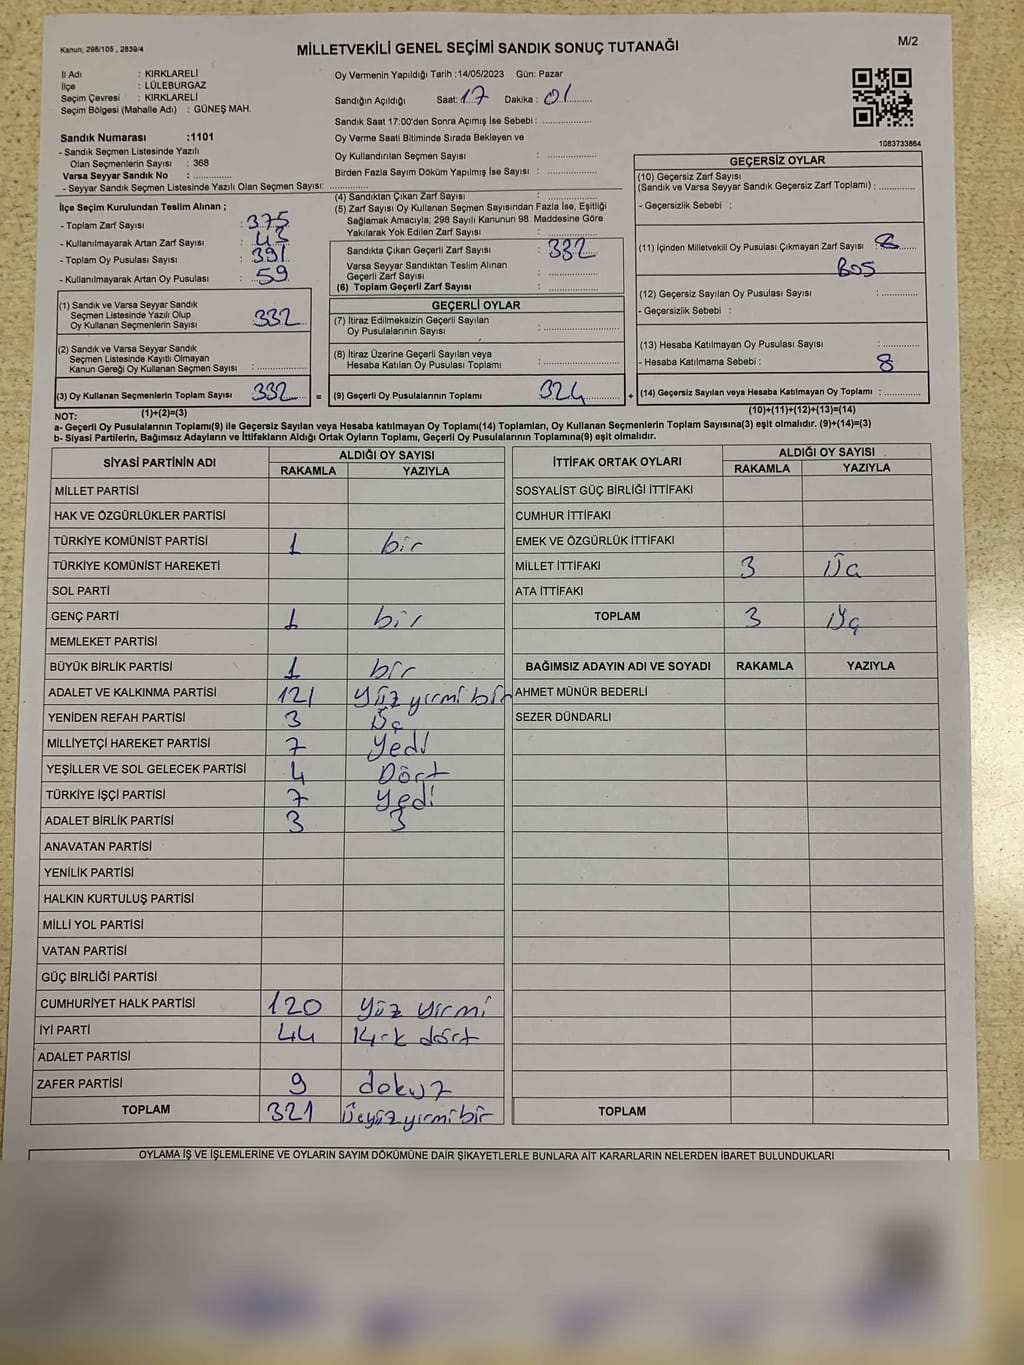 Kanun; 298/105 , 2839/4
MİLLETVEKİLİ GENEL SEÇİMİ SANDIK SONUÇ TUTANAĞI
M/2
İl Adı : KIRKLARELİ
İlçe : LÜLEBURGAZ
Seçim Çevresi : KIRKLARELİ
Seçim Bölgesi (Mahalle Adı) : GÜNEŞ MAH.
Oy Vermenin Yapıldığı Tarih :14/05/2023 Gün: Pazar
Sandığın Açıldığı Saat: 17 Dakika : 01
Sandık Saat 17:00'den Sonra Açımış İse Sebebi : ...............
Oy Verme Saati Bitiminde Sırada Bekleyen ve
Oy Kullandırılan Seçmen Sayısı : ...............
Birden Fazla Sayım Döküm Yapılmış İse Sayısı : ...............
1083733864
Sandık Numarası :1101
- Sandık Seçmen Listesinde Yazılı
Olan Seçmenlerin Sayısı : 368
Varsa Seyyar Sandık No : ...............
- Seyyar Sandık Seçmen Listesinde Yazılı Olan Seçmen Sayısı: ...............
İlçe Seçim Kurulundan Teslim Alınan ;
- Toplam Zarf Sayısı : 375
- Kullanılmayarak Artan Zarf Sayısı : 43
- Toplam Oy Pusulası Sayısı : 391
- Kullanılmayarak Artan Oy Pusulası : 59
(1) Sandık ve Varsa Seyyar Sandık
Seçmen Listesinde Yazılı Olup
Oy Kullanan Seçmenlerin Sayısı 332
(2) Sandık ve Varsa Seyyar Sandık
Seçmen Listesinde Kayıtlı Olmayan
Kanun Gereği Oy Kullanan Seçmen Sayısı : ...............
(3) Oy Kullanan Seçmenlerin Toplam Sayısı 332
(1)+(2)=(3)
(4) Sandıktan Çıkan Zarf Sayısı : ...............
(5) Zarf Sayısı Oy Kullanan Seçmen Sayısından Fazla İse, Eşitliği
Sağlamak Amacıyla; 298 Sayılı Kanunun 98. Maddesine Göre
Yakılarak Yok Edilen Zarf Sayısı : ...............
Sandıkta Çıkan Geçerli Zarf Sayısı : 332
Varsa Seyyar Sandıktan Teslim Alınan
Geçerli Zarf Sayısı : ...............
(6) Toplam Geçerli Zarf Sayısı : ...............
GEÇERLİ OYLAR
(7) İtiraz Edilmeksizin Geçerli Sayılan
Oy Pusulalarının Sayısı : ...............
(8) İtiraz Üzerine Geçerli Sayılan veya
Hesaba Katılan Oy Pusulası Toplamı : ...............
= (9) Geçerli Oy Pusulalarının Toplamı 324
GEÇERSİZ OYLAR
(10) Geçersiz Zarf Sayısı
(Sandık ve Varsa Seyyar Sandık Geçersiz Zarf Toplamı) : ...............
- Geçersizlik Sebebi :
(11) İçinden Milletvekili Oy Pusulası Çıkmayan Zarf Sayısı : 8
BOŞ
(12) Geçersiz Sayılan Oy Pusulası Sayısı : ...............
- Geçersizlik Sebebi :
(13) Hesaba Katılmayan Oy Pusulası Sayısı : ...............
- Hesaba Katılmama Sebebi : 8
+ (14) Geçersiz Sayılan veya Hesaba Katılmayan Oy Toplamı : ...............
(10)+(11)+(12)+(13)=(14)
NOT:
a- Geçerli Oy Pusulalarının Toplamı(9) ile Geçersiz Sayılan veya Hesaba Katılmayan Oy Toplamı(14) Toplamları, Oy Kullanan Seçmenlerin Toplam Sayısına(3) eşit olmalıdır. (9)+(14)=(3)
b- Siyasi Partilerin, Bağımsız Adayların ve İttifakların Aldığı Ortak Oyların Toplamı, Geçerli Oy Pusulalarının Toplamına(9) eşit olmalıdır.
SİYASİ PARTİNİN ADI ALDIĞI OY SAYISI
RAKAMLA YAZIYLA
MİLLET PARTİSİ
HAK VE ÖZGÜRLÜKLER PARTİSİ
TÜRKİYE KOMÜNİST PARTİSİ 1 bir
TÜRKİYE KOMÜNİST HAREKETİ
SOL PARTİ
GENÇ PARTİ 1 bir
MEMLEKET PARTİSİ
BÜYÜK BİRLİK PARTİSİ 1 bir
ADALET VE KALKINMA PARTİSİ 121 yüz yirmi bir
YENİDEN REFAH PARTİSİ 3 Üç
MİLLİYETÇİ HAREKET PARTİSİ 7 yedi
YEŞİLLER VE SOL GELECEK PARTİSİ 4 Dört
TÜRKİYE İŞÇİ PARTİSİ 7 yedi
ADALET BİRLİK PARTİSİ 3 3
ANAVATAN PARTİSİ
YENİLİK PARTİSİ
HALKIN KURTULUŞ PARTİSİ
MİLLİ YOL PARTİSİ
VATAN PARTİSİ
GÜÇ BİRLİĞİ PARTİSİ
CUMHURİYET HALK PARTİSİ 120 yüz yirmi
İYİ PARTİ 44 Kırk dört
ADALET PARTİSİ
ZAFER PARTİSİ 9 dokuz
TOPLAM 321 Üçyüzyirmibir
İTTİFAK ORTAK OYLARI ALDIĞI OY SAYISI
RAKAMLA YAZIYLA
SOSYALİST GÜÇ BİRLİĞİ İTTİFAKI
CUMHUR İTTİFAKI
EMEK VE ÖZGÜRLÜK İTTİFAKI
MİLLET İTTİFAKI 3 Üç
ATA İTTİFAKI
TOPLAM 3 Üç
BAĞIMSIZ ADAYIN ADI VE SOYADI RAKAMLA YAZIYLA
AHMET MÜNÜR BEDERLİ
SEZER DÜNDARLI
TOPLAM
OYLAMA İŞ VE İŞLEMLERİNE VE OYLARIN SAYIM DÖKÜMÜNE DAİR ŞİKAYETLERLE BUNLARA AİT KARARLARIN NELERDEN İBARET BULUNDUKLARI